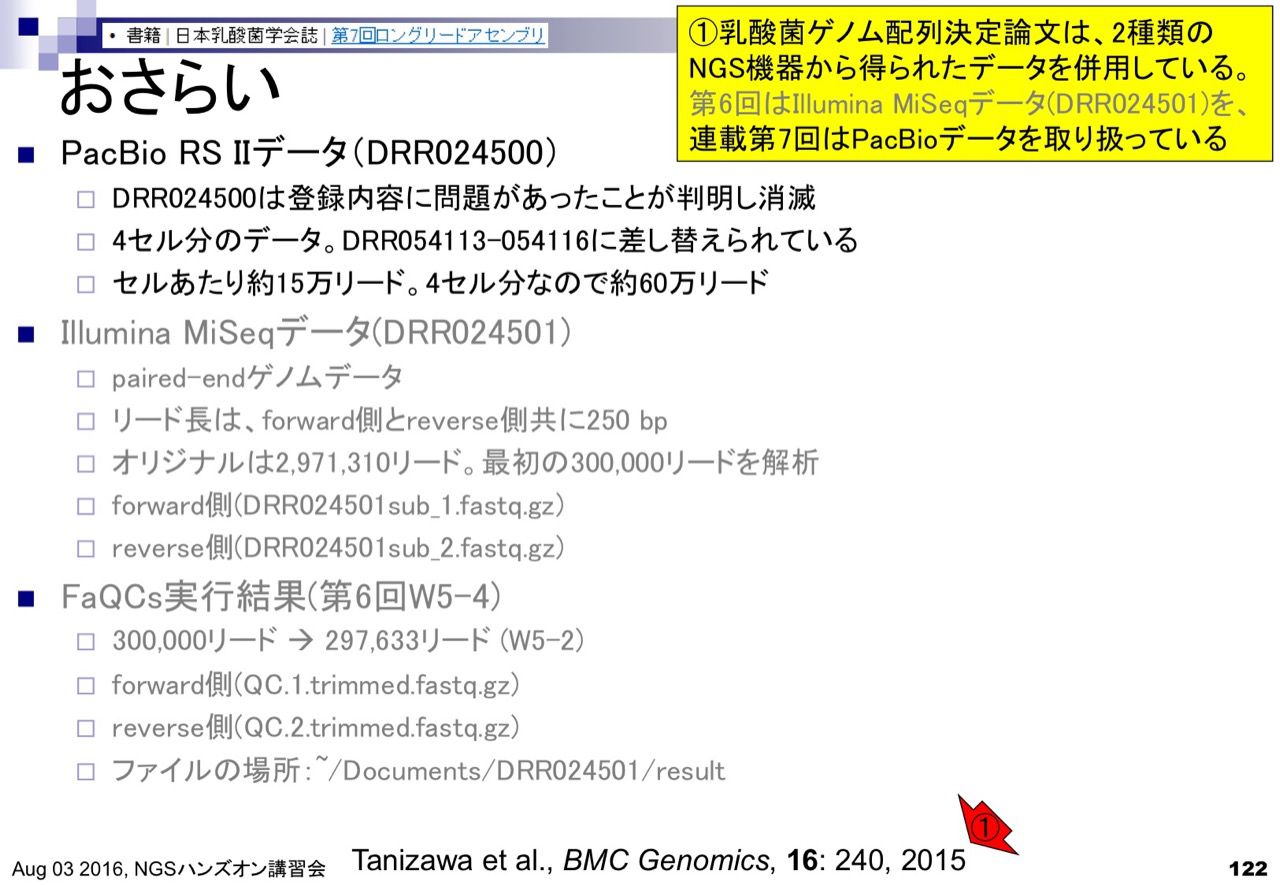 • 書籍 | 日本乳酸菌学会誌 | 第7回ロングリードアセンブリ
おさらい
①乳酸菌ゲノム配列決定論文は、2種類の
NGS機器から得られたデータを併用している。
第6回はIllumina MiSeqデータ(DRR024501)を、
連載第7回はPacBioデータを取り扱っている
PacBio RS IIデータ(DRR024500)
DRR024500は登録内容に問題があったことが判明し消滅
4セル分のデータ。DRR054113-054116に差し替えられている
セルあたり約15万リード。4セル分なので約60万リード
Illumina MiSeqデータ(DRR024501)
paired-endゲノムデータ
リード長は、forward側とreverse側共に250 bp
オリジナルは2,971,310リード。最初の300,000リードを解析
forward側(DRR024501sub_1.fastq.gz)
reverse側(DRR024501sub_2.fastq.gz)
FaQCs実行結果(第6回W5-4)
300,000リード → 297,633リード (W5-2)
forward側(QC.1.trimmed.fastq.gz)
reverse側(QC.2.trimmed.fastq.gz)
ファイルの場所：~/Documents/DRR024501/result
①
Aug 03 2016, NGSハンズオン講習会
Tanizawa et al., BMC Genomics, 16: 240, 2015
122